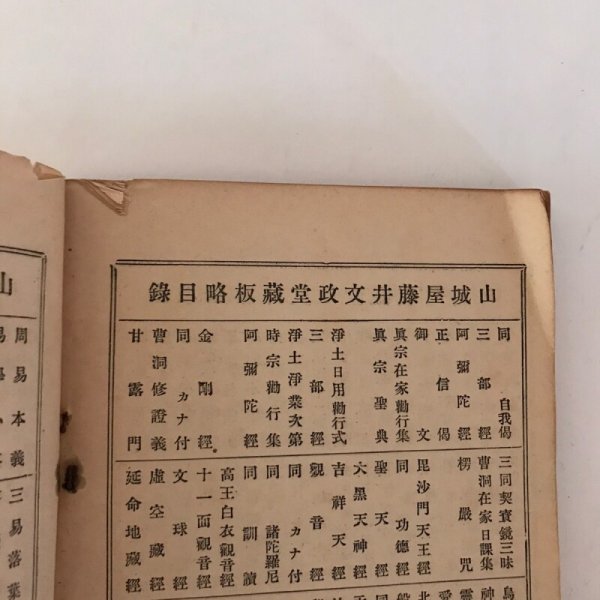 山城屋藤井文政堂藏板略目錄
同 自我偈
三部經
阿彌陀經
正信偈
御文
眞宗在家勸行集
眞宗聖典
淨土日用勸行式
三部經
淨土淨業次第
時宗勸行集
阿彌陀經
金剛經
同 カナ付
曹洞修證義
甘露門
三同契寶鏡三昧
曹洞在家日課集
楞嚴咒
毘沙門天王經
同功德經
聖天經
大黑天神經
吉祥天經
觀音經
同 カナ付
同 諸陀羅尼
同訓讀
高王白衣觀音經
十一面觀音經
文球經
虛空藏經
延命地藏經
山
周易本義
三易落葉